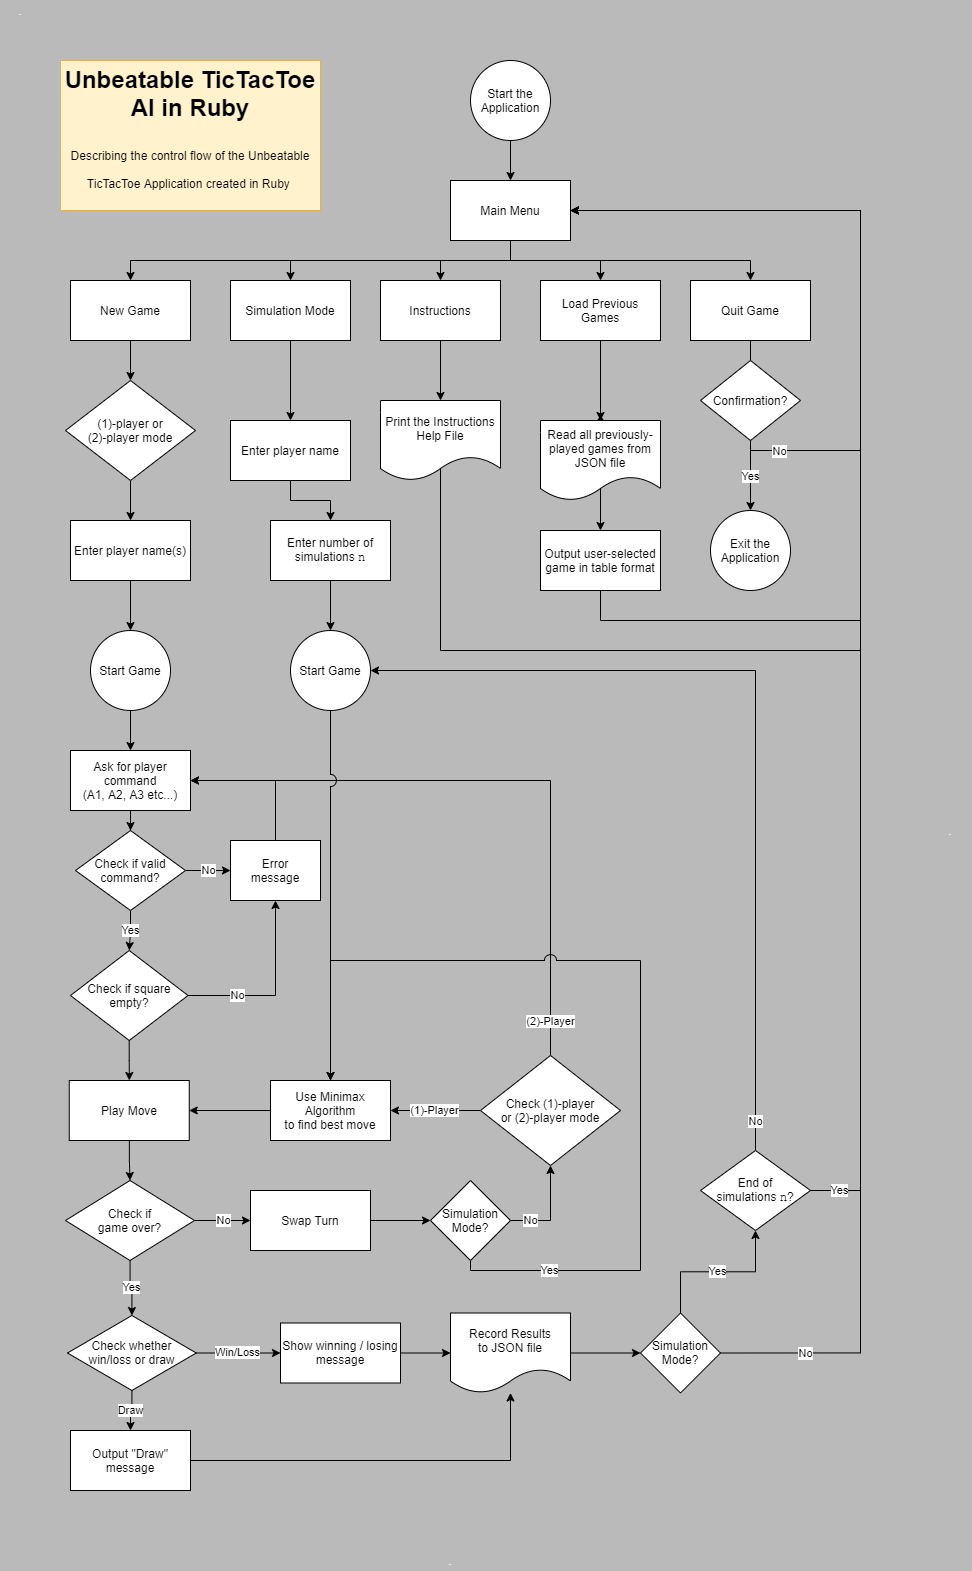 Unbeatable TicTacToe
AI in Ruby
Describing the control flow of the Unbeatable
TicTacToe Application created in Ruby
Start the
Application
Main Menu
New Game
Simulation Mode
Instructions
Load Previous
Games
Quit Game
(1)-player or
(2)-player mode
Enter player name
Print the Instructions
Help File
Read all previously-
played games from
JSON file
Confirmation?
No
Yes
Enter player name(s)
Enter number of
simulations n
Output user-selected
game in table format
Exit the
Application
Start Game
Start Game
Ask for player
command
(A1, A2, A3 etc...)
Check if valid
command?
No
Error
message
Yes
Check if square
empty?
No
(2)-Player
Play Move
Use Minimax
Algorithm
to find best move
(1)-Player
Check (1)-player
or (2)-player mode
No
End of
simulations n?
Yes
Check if
game over?
No
Swap Turn
Simulation
Mode?
No
Yes
Yes
Yes
Check whether
win/loss or draw
Win/Loss
Show winning / losing
message
Record Results
to JSON file
Simulation
Mode?
No
Draw
Output "Draw"
message